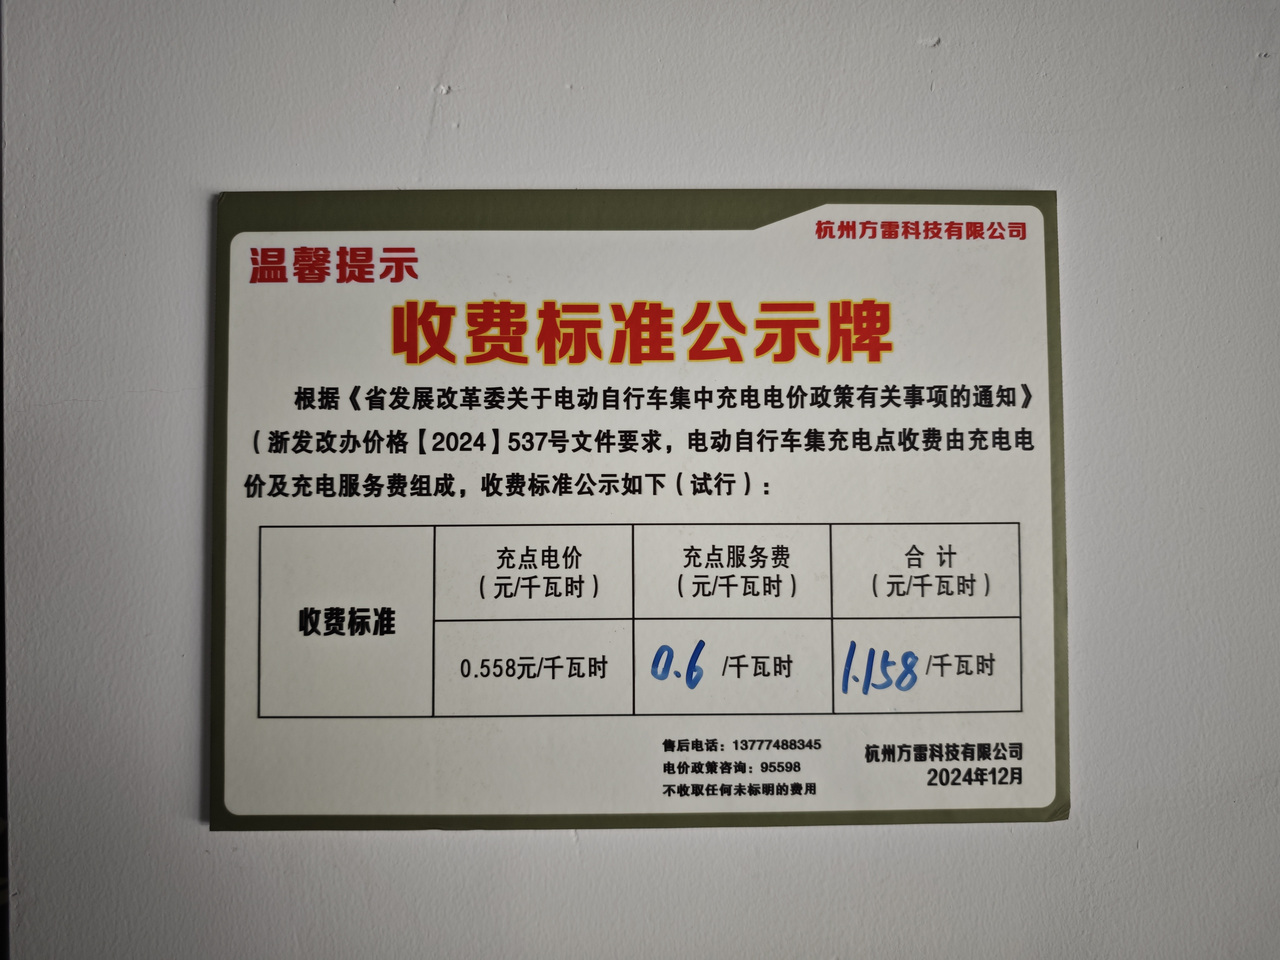 杭州方雷科技有限公司
温馨提示
收费标准公示牌
根据《省发展改革委关于电动自行车集中充电电价政策有关事项的通知》
（浙发改办价格【2024】537号文件要求，电动自行车集充电点收费由充电电
价及充电服务费组成，收费标准公示如下（试行）：
收费标准
充点电价
（元/千瓦时）
充点服务费
（元/千瓦时）
合 计
（元/千瓦时）
0.558元/千瓦时
0.6 /千瓦时
1.158 /千瓦时
售后电话：13777488345
电价政策咨询：95598
不收取任何未标明的费用
杭州方雷科技有限公司
2024年12月